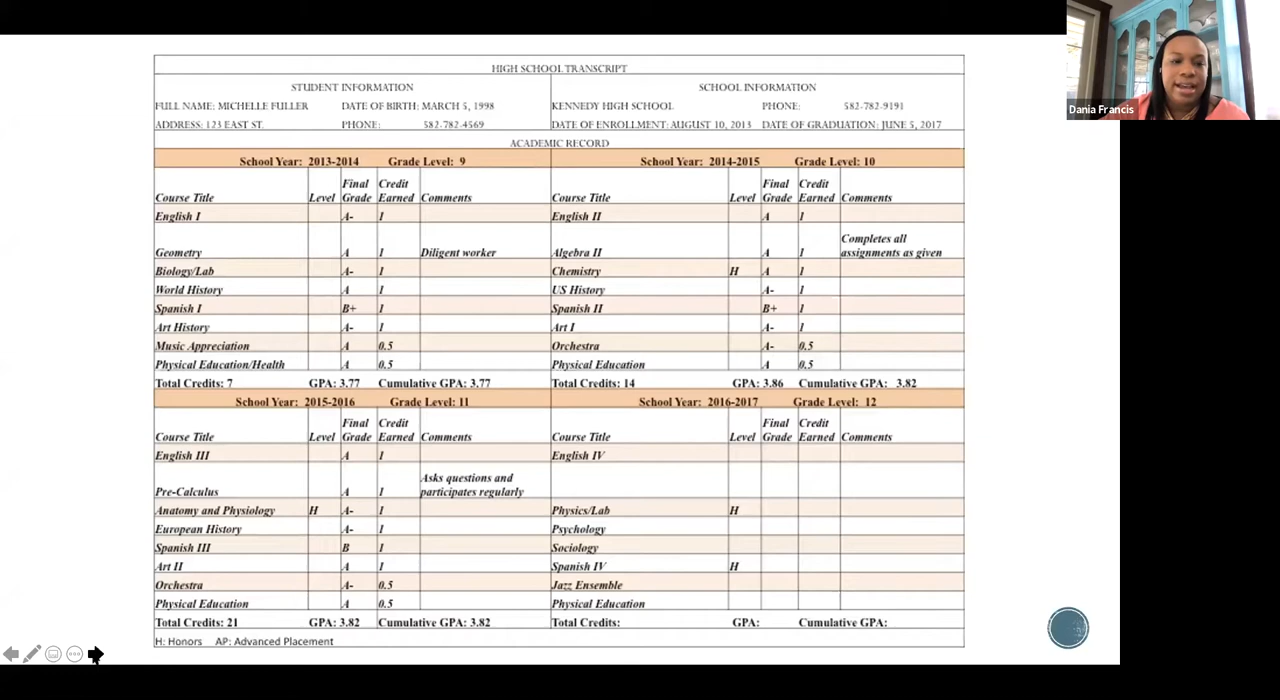 Dania Francis
HIGH SCHOOL TRANSCRIPT
STUDENT INFORMATION
FULL NAME: MICHELLE FULLER DATE OF BIRTH: MARCH 5, 1998
ADDRESS: 123 EAST ST. PHONE: 582-782-4569
SCHOOL INFORMATION
KENNEDY HIGH SCHOOL PHONE: 582-782-9191
DATE OF ENROLLMENT: AUGUST 10, 2013 DATE OF GRADUATION: JUNE 5, 2017
ACADEMIC RECORD
School Year: 2013-2014 Grade Level: 9
Course Title Level Final Grade Credit Earned Comments
English I A- 1
Geometry A 1 Diligent worker
Biology/Lab A- 1
World History A 1
Spanish I B+ 1
Art History A- 1
Music Appreciation A 0.5
Physical Education/Health A 0.5
Total Credits: 7 GPA: 3.77 Cumulative GPA: 3.77
School Year: 2014-2015 Grade Level: 10
Course Title Level Final Grade Credit Earned Comments
English II A 1
Algebra II A 1 Completes all assignments as given
Chemistry H A 1
US History A- 1
Spanish II B+ 1
Art I A- 1
Orchestra A- 0.5
Physical Education A 0.5
Total Credits: 14 GPA: 3.86 Cumulative GPA: 3.82
School Year: 2015-2016 Grade Level: 11
Course Title Level Final Grade Credit Earned Comments
English III A 1
Pre-Calculus A 1 Asks questions and participates regularly
Anatomy and Physiology H A- 1
European History A- 1
Spanish III B 1
Art II A 1
Orchestra A- 0.5
Physical Education A 0.5
Total Credits: 21 GPA: 3.82 Cumulative GPA: 3.82
School Year: 2016-2017 Grade Level: 12
Course Title Level Final Grade Credit Earned Comments
English IV
Physics/Lab H
Psychology
Sociology
Spanish IV H
Jazz Ensemble
Physical Education
Total Credits: GPA: Cumulative GPA:
H: Honors AP: Advanced Placement